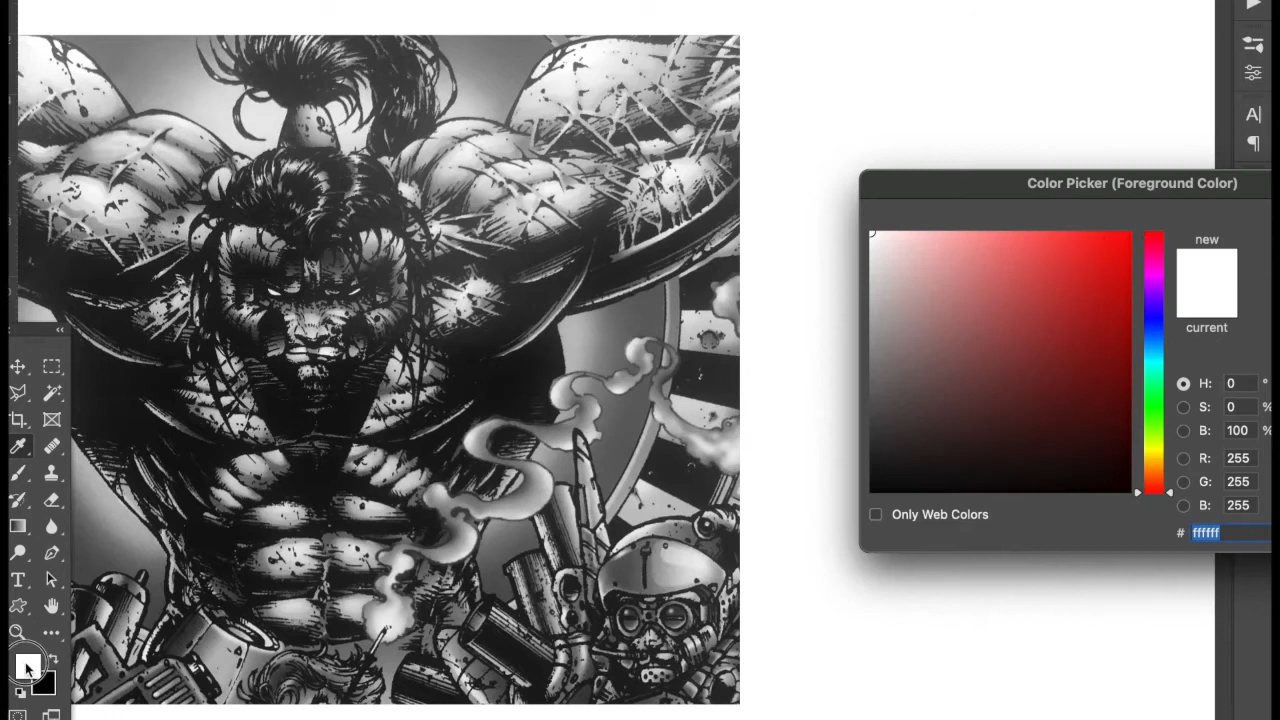 Color Picker (Foreground Color)
new
current
H: 0 °
S: 0 %
B: 100 %
R: 255
G: 255
B: 255
Only Web Colors
# ffffff